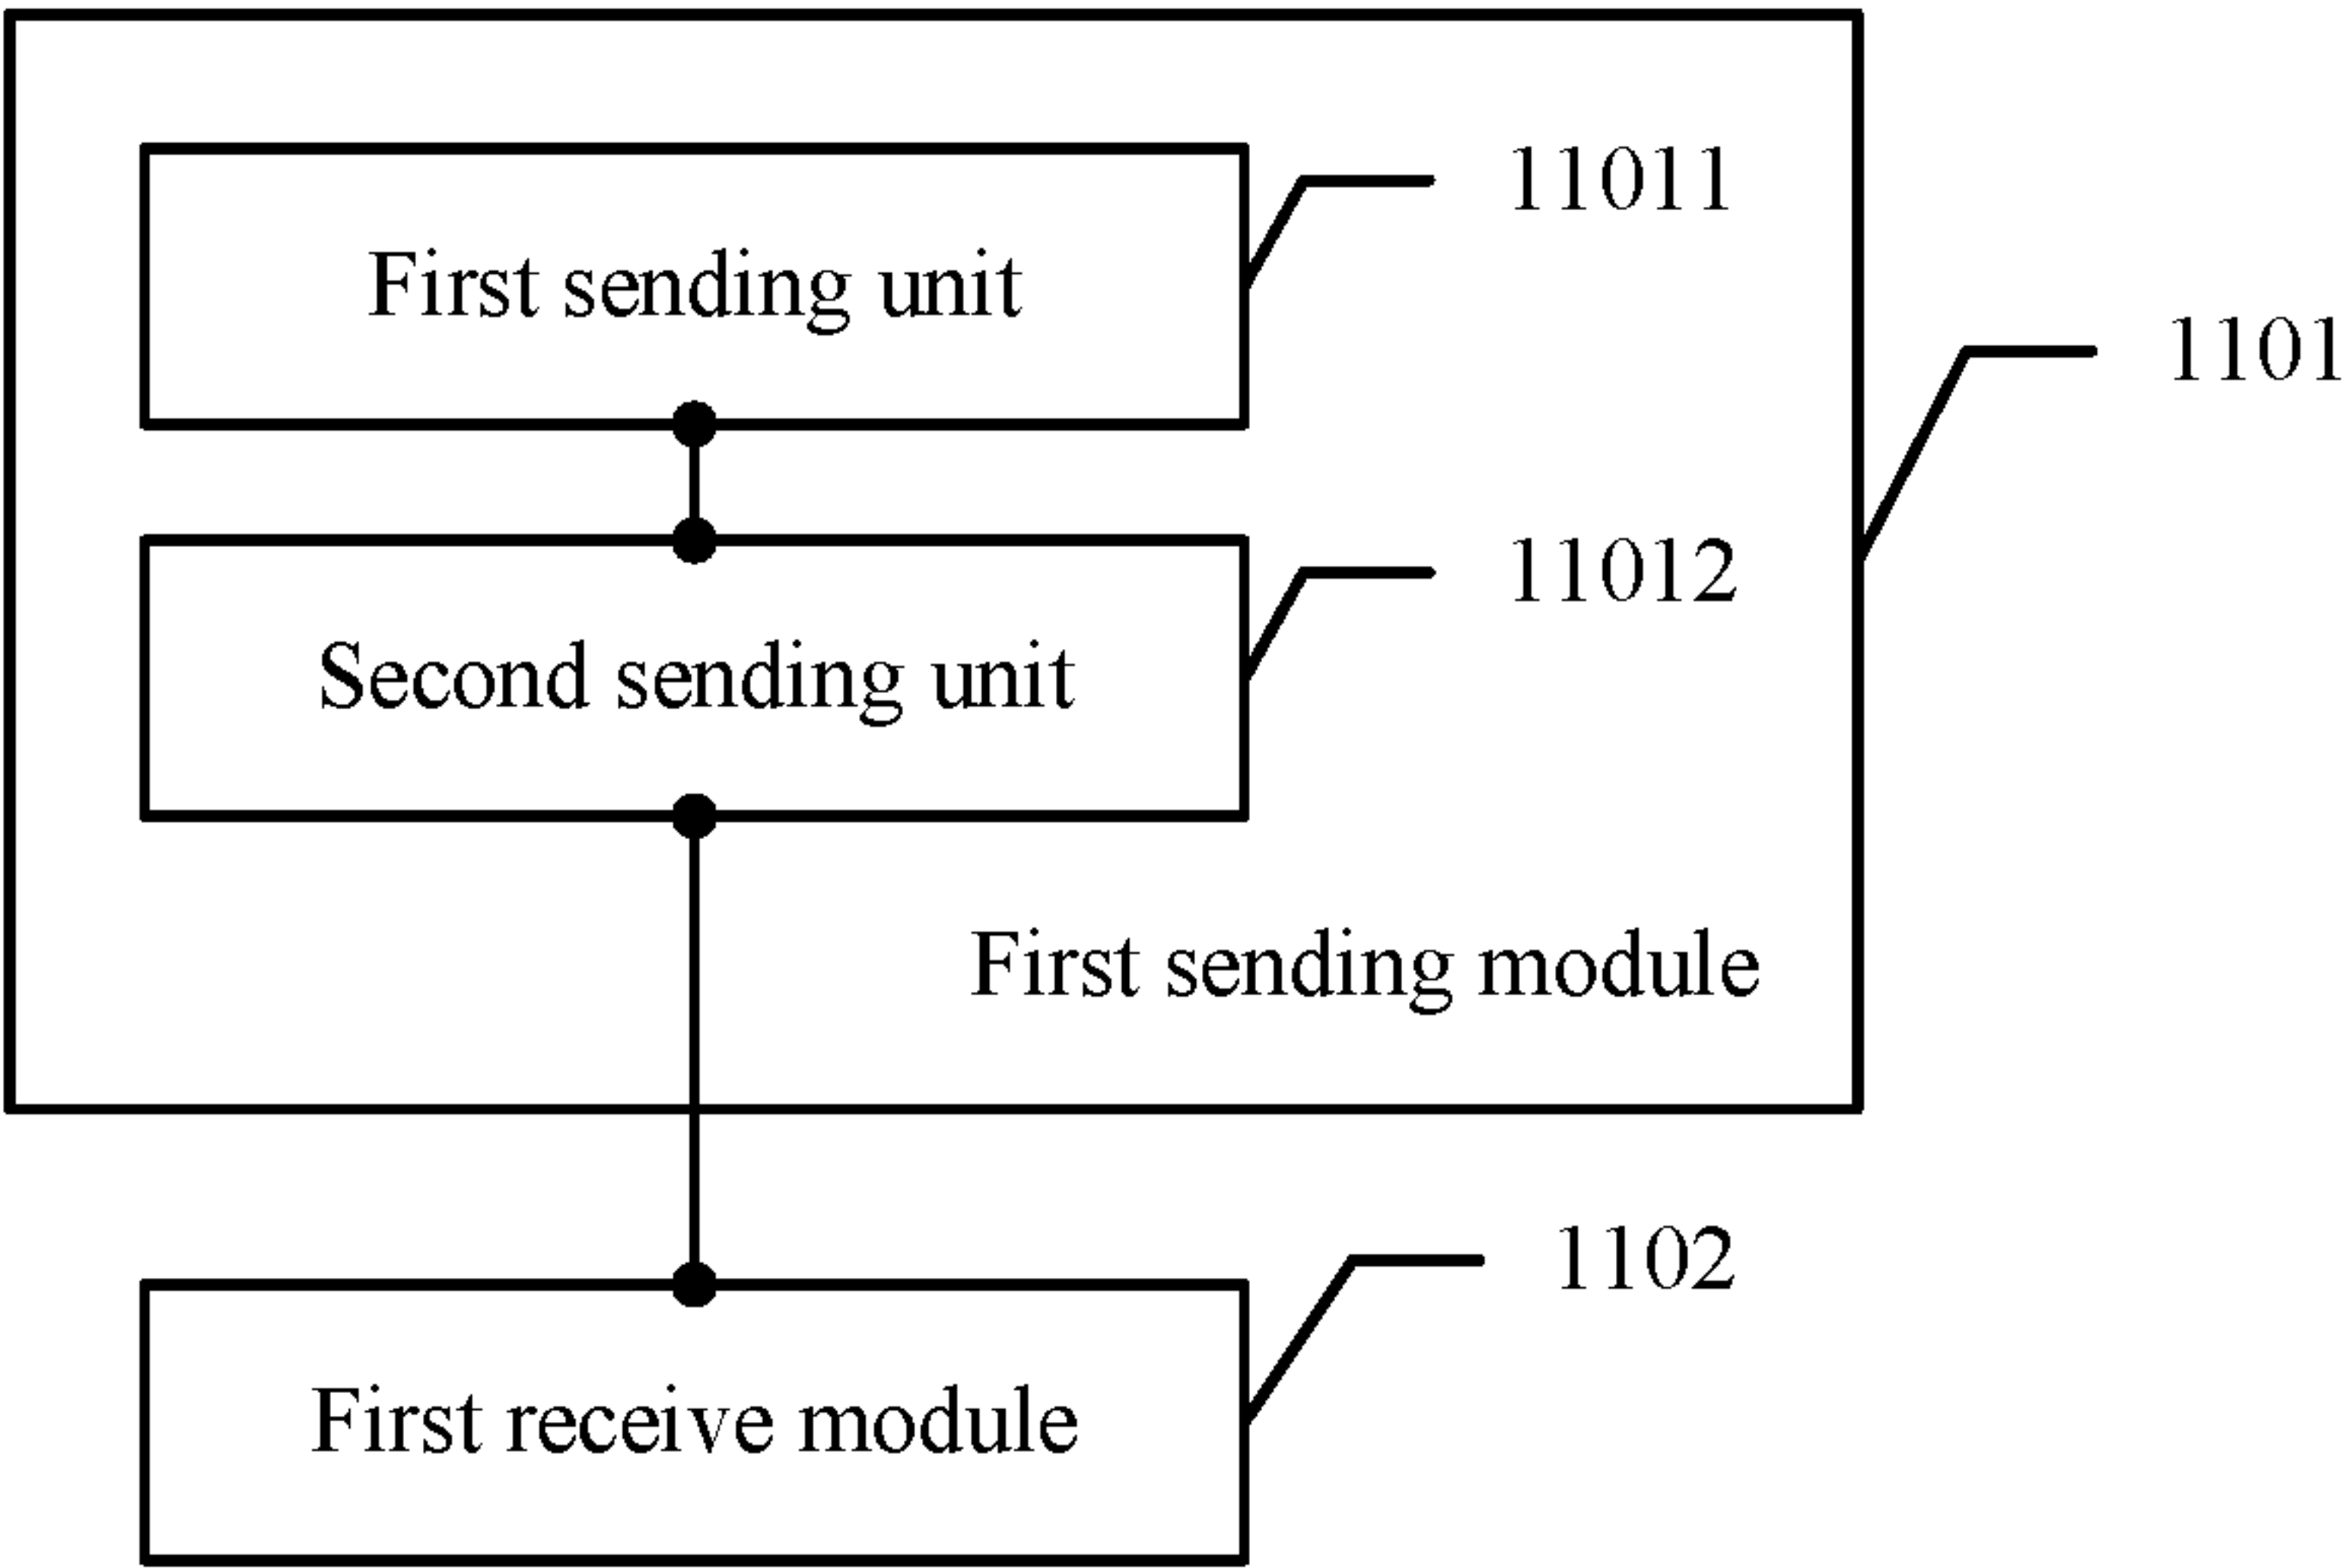 11011
First sending unit
1101
11012
Second sending unit
First sending module
1102
First receive module